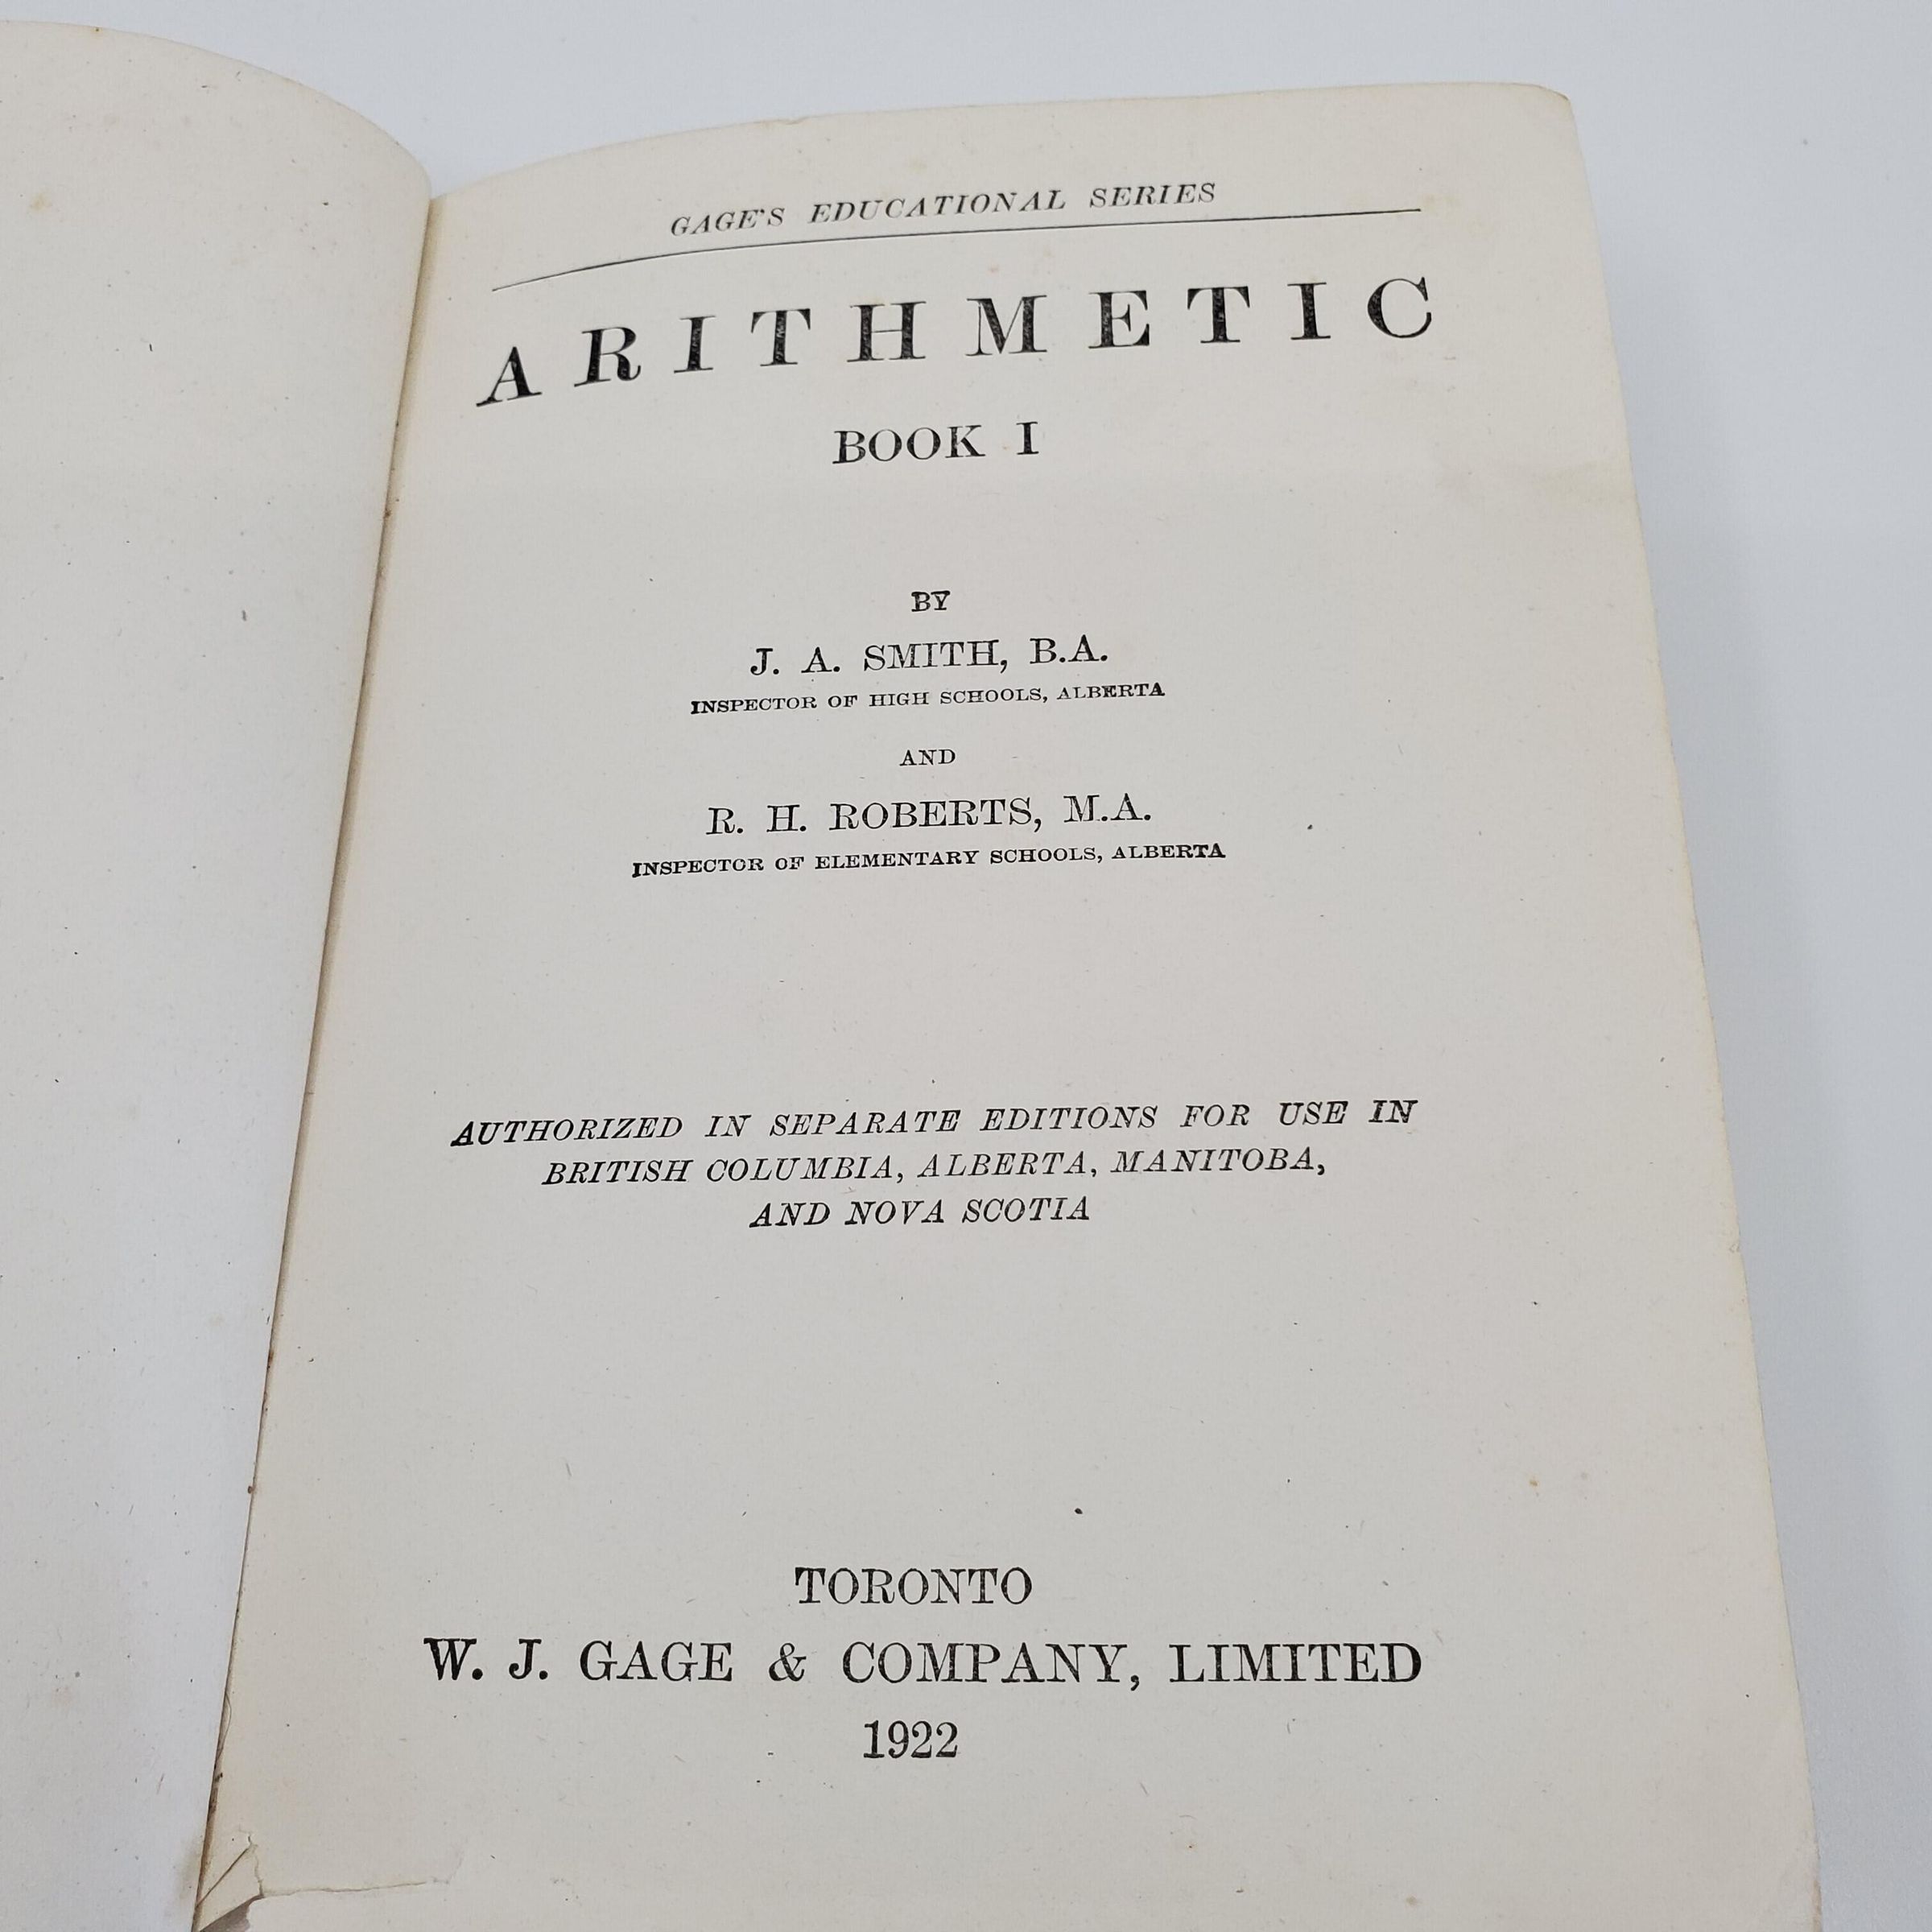 GAGE'S EDUCATIONAL SERIES
ARITHMETIC
BOOK I
BY
J. A. SMITH, B.A.
INSPECTOR OF HIGH SCHOOLS, ALBERTA
AND
R. H. ROBERTS, M.A.
INSPECTOR OF ELEMENTARY SCHOOLS, ALBERTA
AUTHORIZED IN SEPARATE EDITIONS FOR USE IN
BRITISH COLUMBIA, ALBERTA, MANITOBA,
AND NOVA SCOTIA
TORONTO
W. J. GAGE & COMPANY, LIMITED
1922